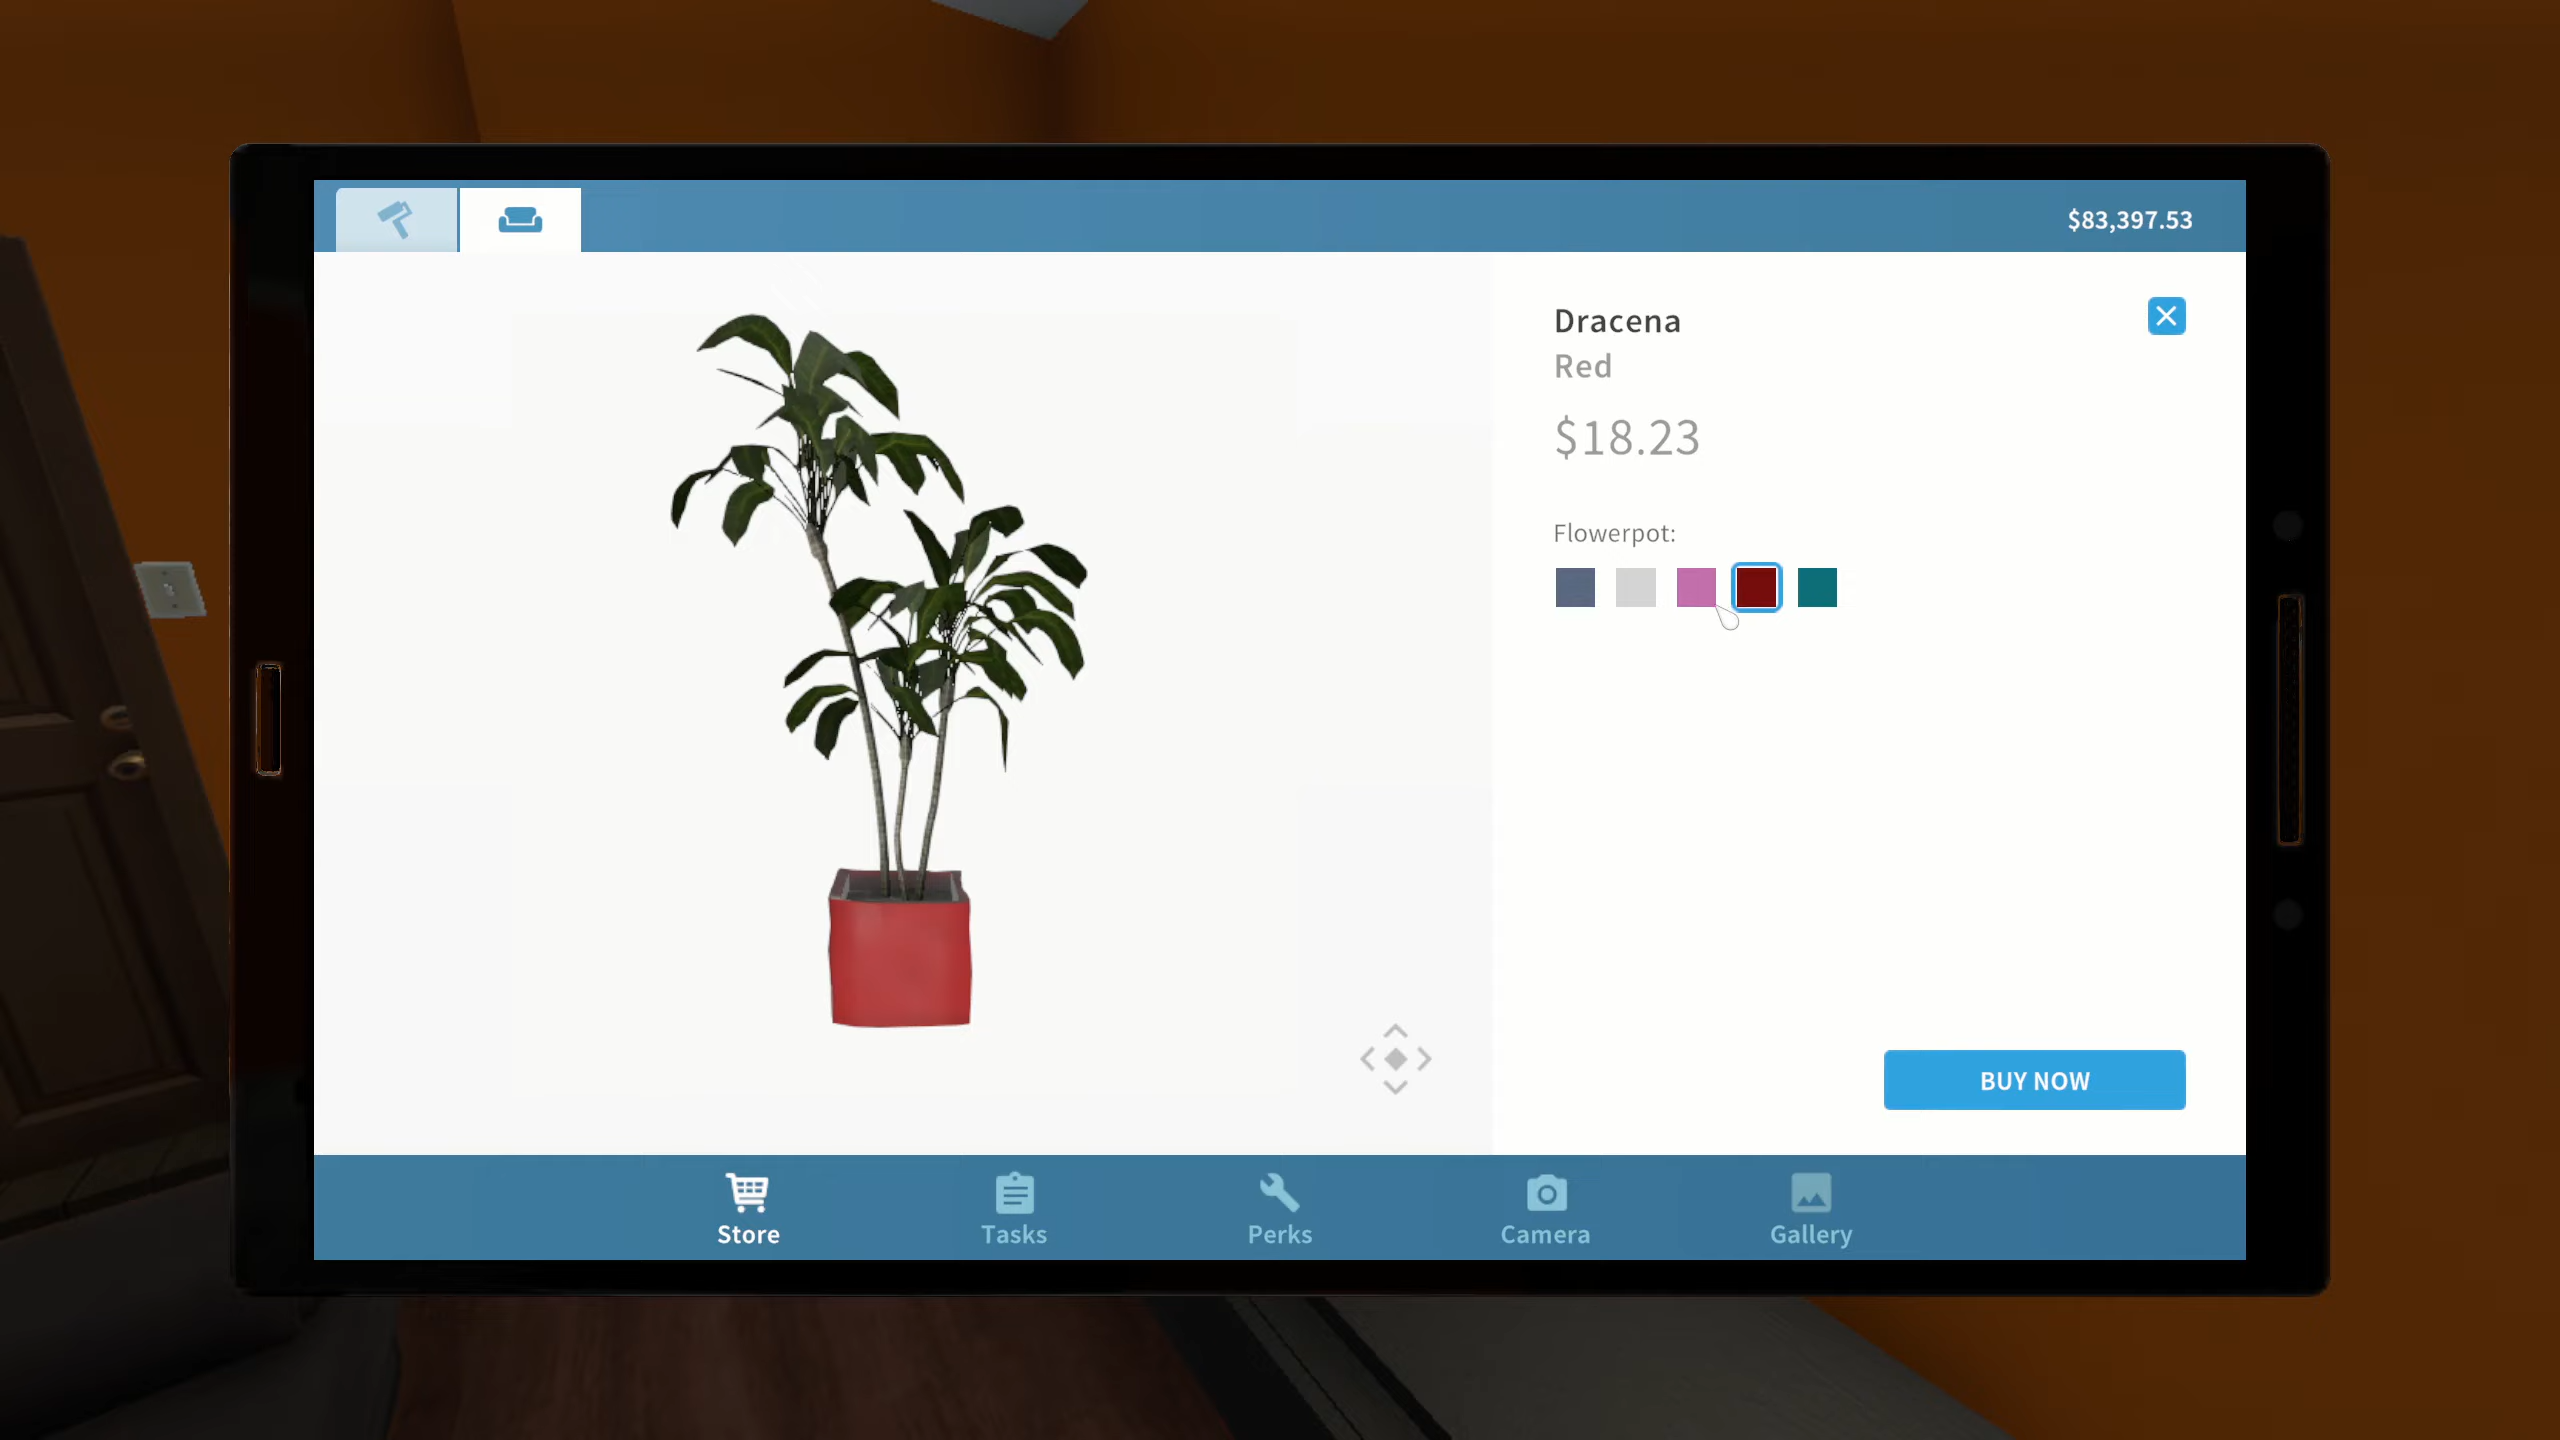 $83,397.53
Dracena
Red
$18.23
Flowerpot:
BUY NOW
Store
Tasks
Perks
Camera
Gallery